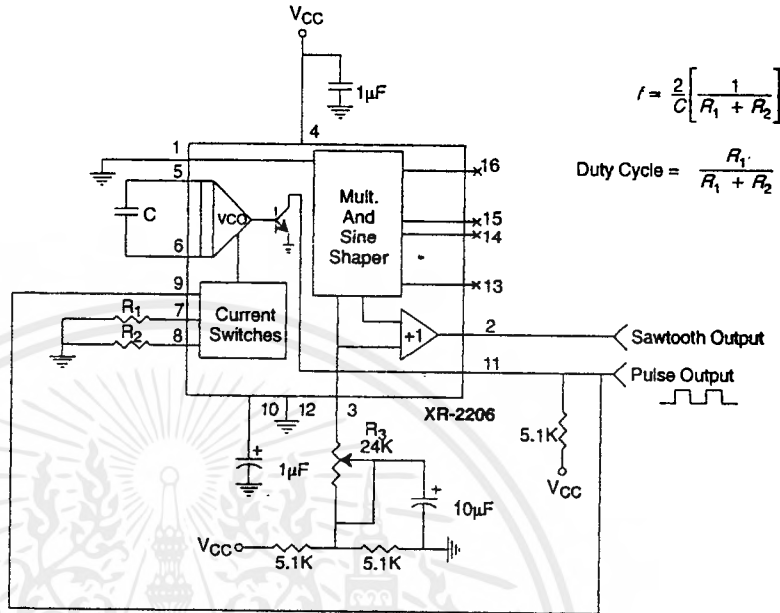 VCC
1µF
4
f = 2/C [ 1 / R1 + R2 ]
Duty Cycle = R1 / R1 + R2
1
5
C
6
VCO
Mult.
And
Sine
Shaper
16
15
14
13
9
R1
7
R2
8
Current
Switches
+1
2
Sawtooth Output
11
Pulse Output
10
12
3
XR-2206
R3
24K
1µF
10µF
5.1K
VCC
VCC
5.1K
5.1K